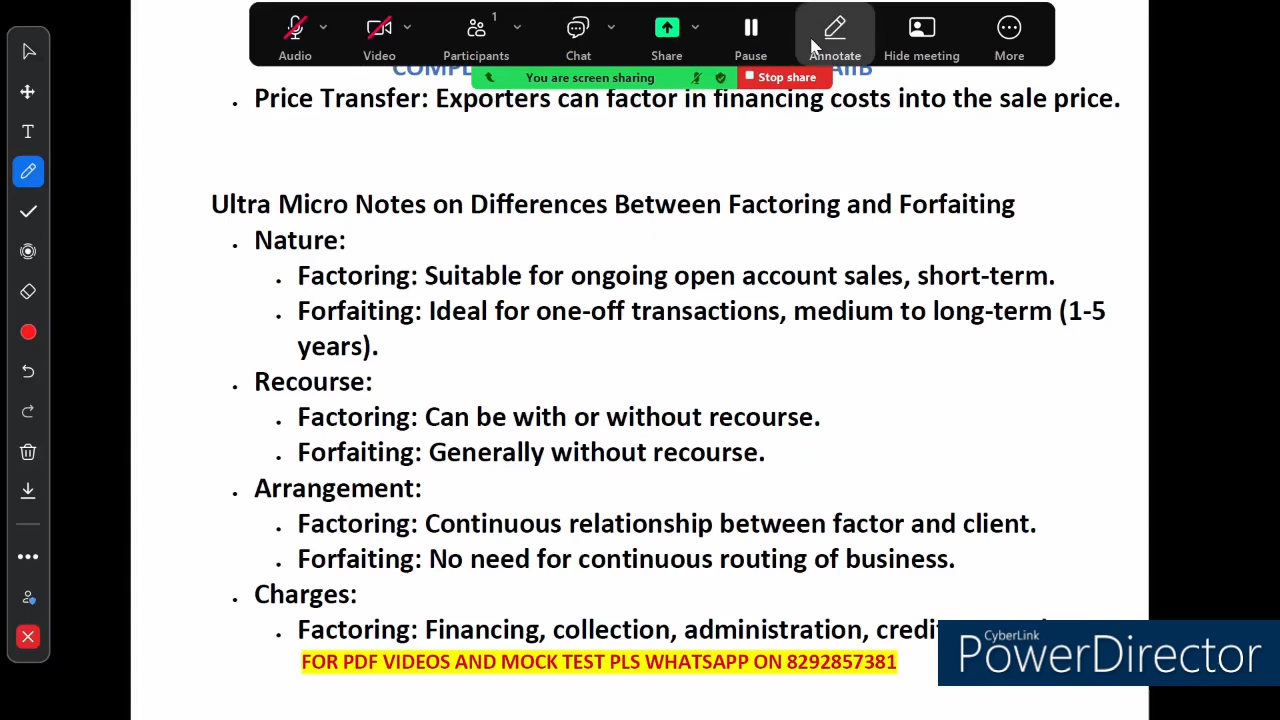 1
Audio Video Participants Chat Share Pause Annotate Hide meeting More
You are screen sharing Stop share
Price Transfer: Exporters can factor in financing costs into the sale price.
Ultra Micro Notes on Differences Between Factoring and Forfaiting
Nature:
Factoring: Suitable for ongoing open account sales, short-term.
Forfaiting: Ideal for one-off transactions, medium to long-term (1-5
years).
Recourse:
Factoring: Can be with or without recourse.
Forfaiting: Generally without recourse.
Arrangement:
Factoring: Continuous relationship between factor and client.
Forfaiting: No need for continuous routing of business.
Charges:
Factoring: Financing, collection, administration,
FOR PDF VIDEOS AND MOCK TEST PLS WHATSAPP ON 8292857381
CyberLink
PowerDirector
T